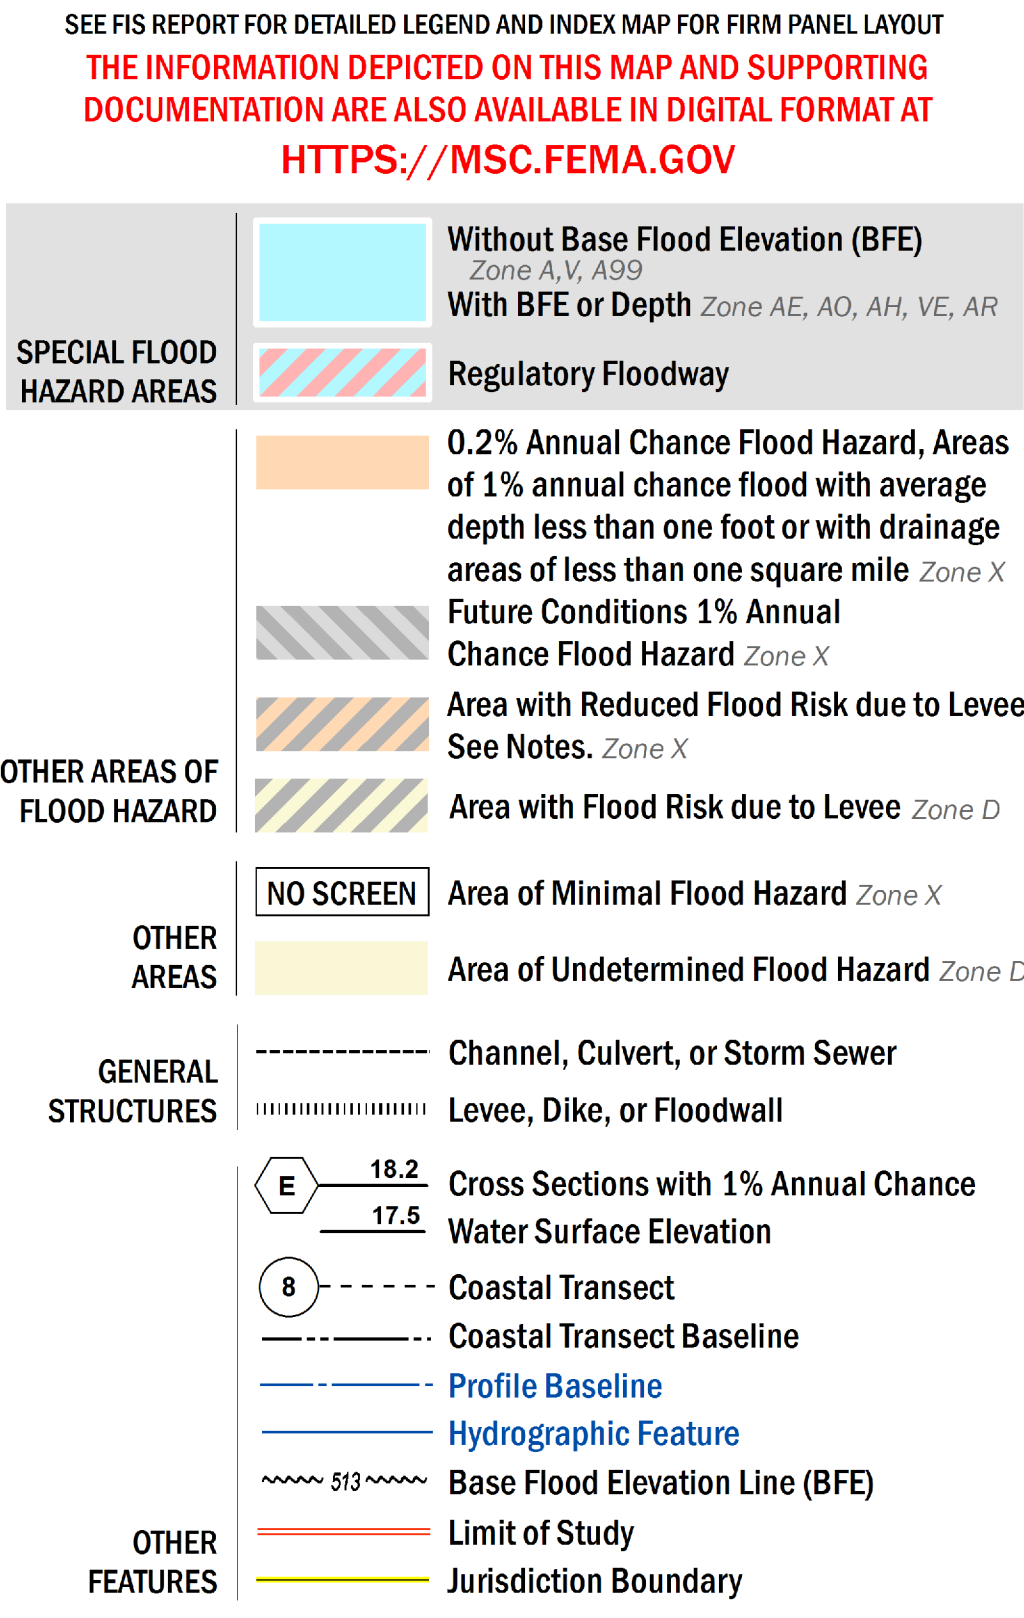 SEE FIS REPORT FOR DETAILED LEGEND AND INDEX MAP FOR FIRM PANEL LAYOUT
THE INFORMATION DEPICTED ON THIS MAP AND SUPPORTING
DOCUMENTATION ARE ALSO AVAILABLE IN DIGITAL FORMAT AT
HTTPS://MSC.FEMA.GOV
SPECIAL FLOOD
HAZARD AREAS
Without Base Flood Elevation (BFE)
Zone A,V, A99
With BFE or Depth Zone AE, AO, AH, VE, AR
Regulatory Floodway
OTHER AREAS OF
FLOOD HAZARD
0.2% Annual Chance Flood Hazard, Areas
of 1% annual chance flood with average
depth less than one foot or with drainage
areas of less than one square mile Zone X
Future Conditions 1% Annual
Chance Flood Hazard Zone X
Area with Reduced Flood Risk due to Levee
See Notes. Zone X
Area with Flood Risk due to Levee Zone D
OTHER
AREAS
NO SCREEN Area of Minimal Flood Hazard Zone X
Area of Undetermined Flood Hazard Zone D
GENERAL
STRUCTURES
Channel, Culvert, or Storm Sewer
Levee, Dike, or Floodwall
OTHER
FEATURES
E 18.2 Cross Sections with 1% Annual Chance
17.5 Water Surface Elevation
8 Coastal Transect
Coastal Transect Baseline
Profile Baseline
Hydrographic Feature
513 Base Flood Elevation Line (BFE)
Limit of Study
Jurisdiction Boundary